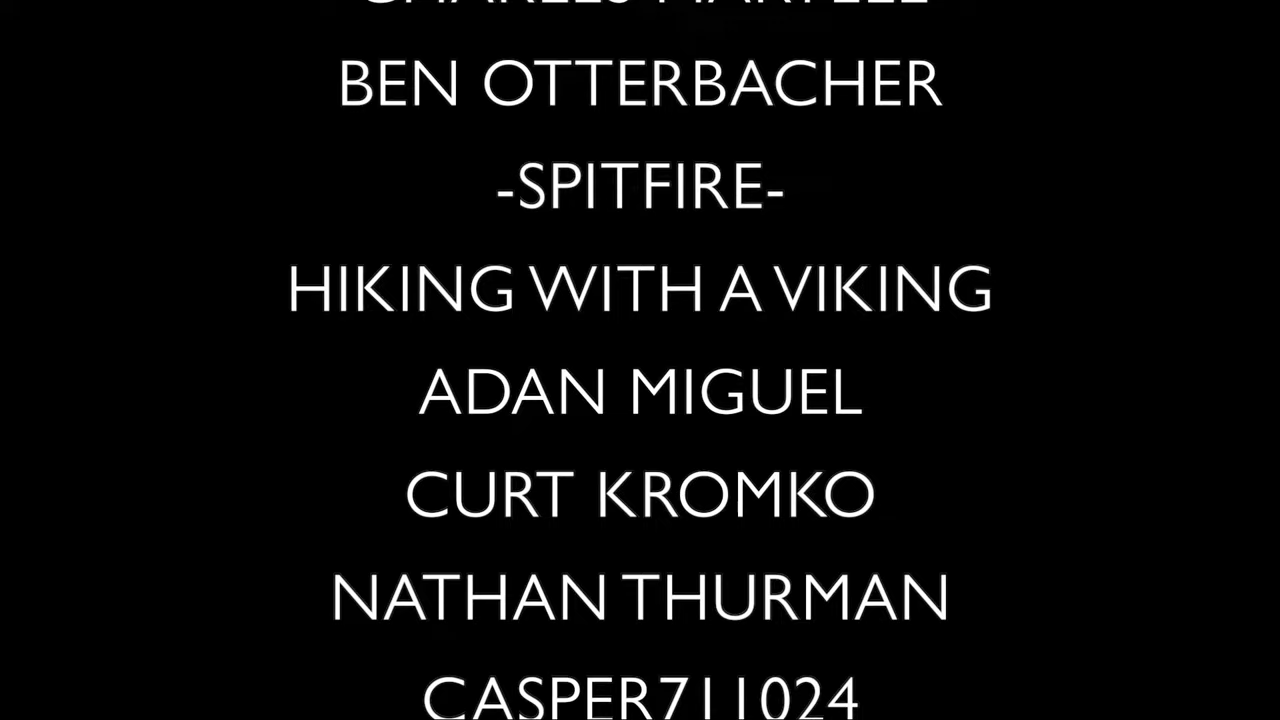 BEN OTTERBACHER
-SPITFIRE-
HIKING WITH A VIKING
ADAN MIGUEL
CURT KROMKO
NATHAN THURMAN
CASPER711024